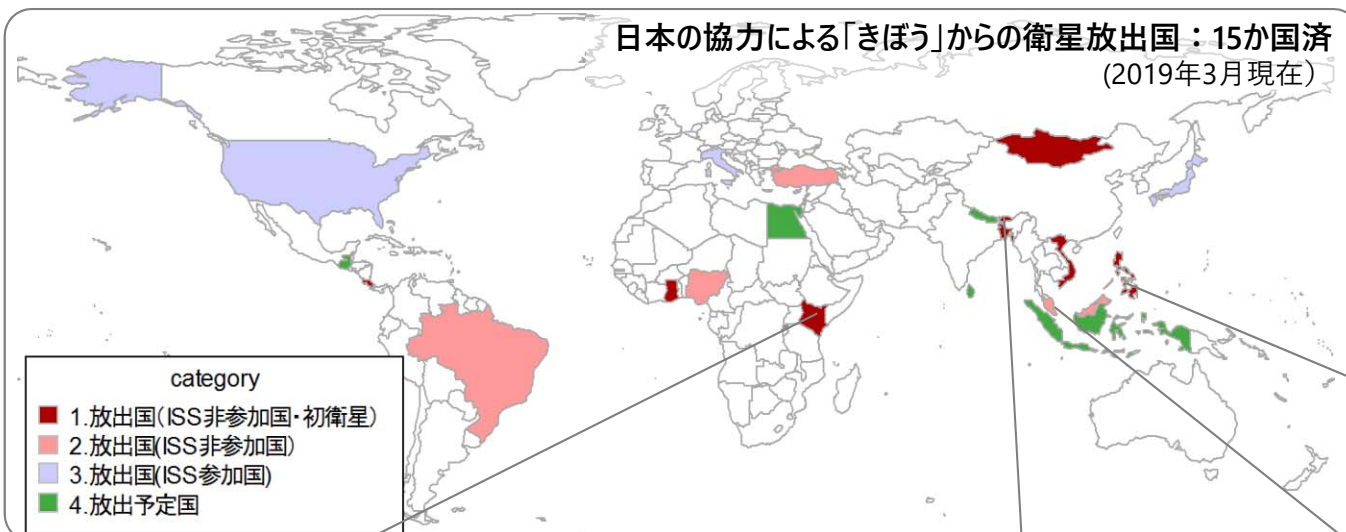 日本の協力による「きぼう」からの衛星放出国：15か国済
(2019年3月現在）
category
1.放出国（ISS非参加国・初衛星）
2.放出国(ISS非参加国）
3.放出国(ISS参加国)
4.放出予定国